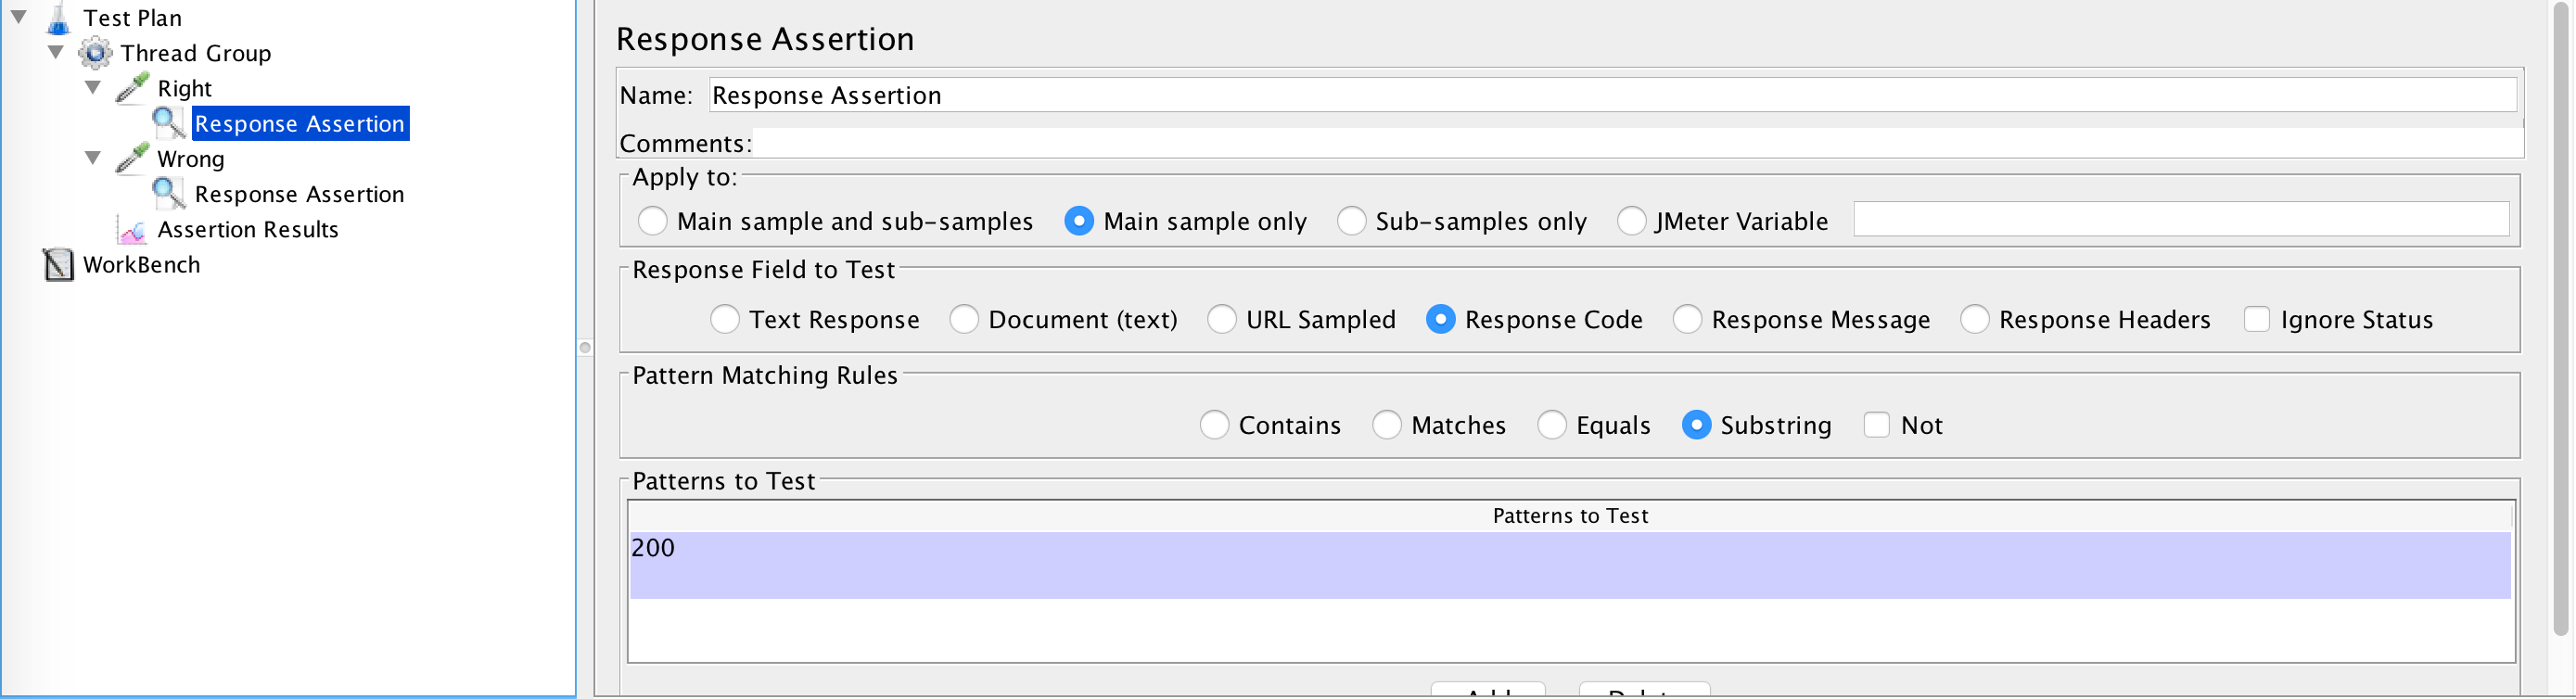 Test Plan
Thread Group
Right
Response Assertion
Wrong
Response Assertion
Assertion Results
WorkBench
Response Assertion
Name: Response Assertion
Comments:
Apply to:
Main sample and sub-samples Main sample only Sub-samples only JMeter Variable
Response Field to Test
Text Response Document (text) URL Sampled Response Code Response Message Response Headers Ignore Status
Pattern Matching Rules
Contains Matches Equals Substring Not
Patterns to Test
Patterns to Test
200